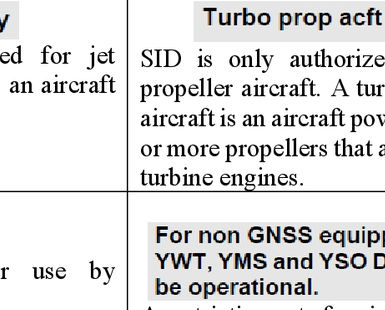 y
Turbo prop acft
ed for jet
an aircraft
SID is only authorize
propeller aircraft. A tur
aircraft is an aircraft pow
or more propellers that a
turbine engines.
r use by
For non GNSS equipp
YWT, YMS and YSO D
be operational.